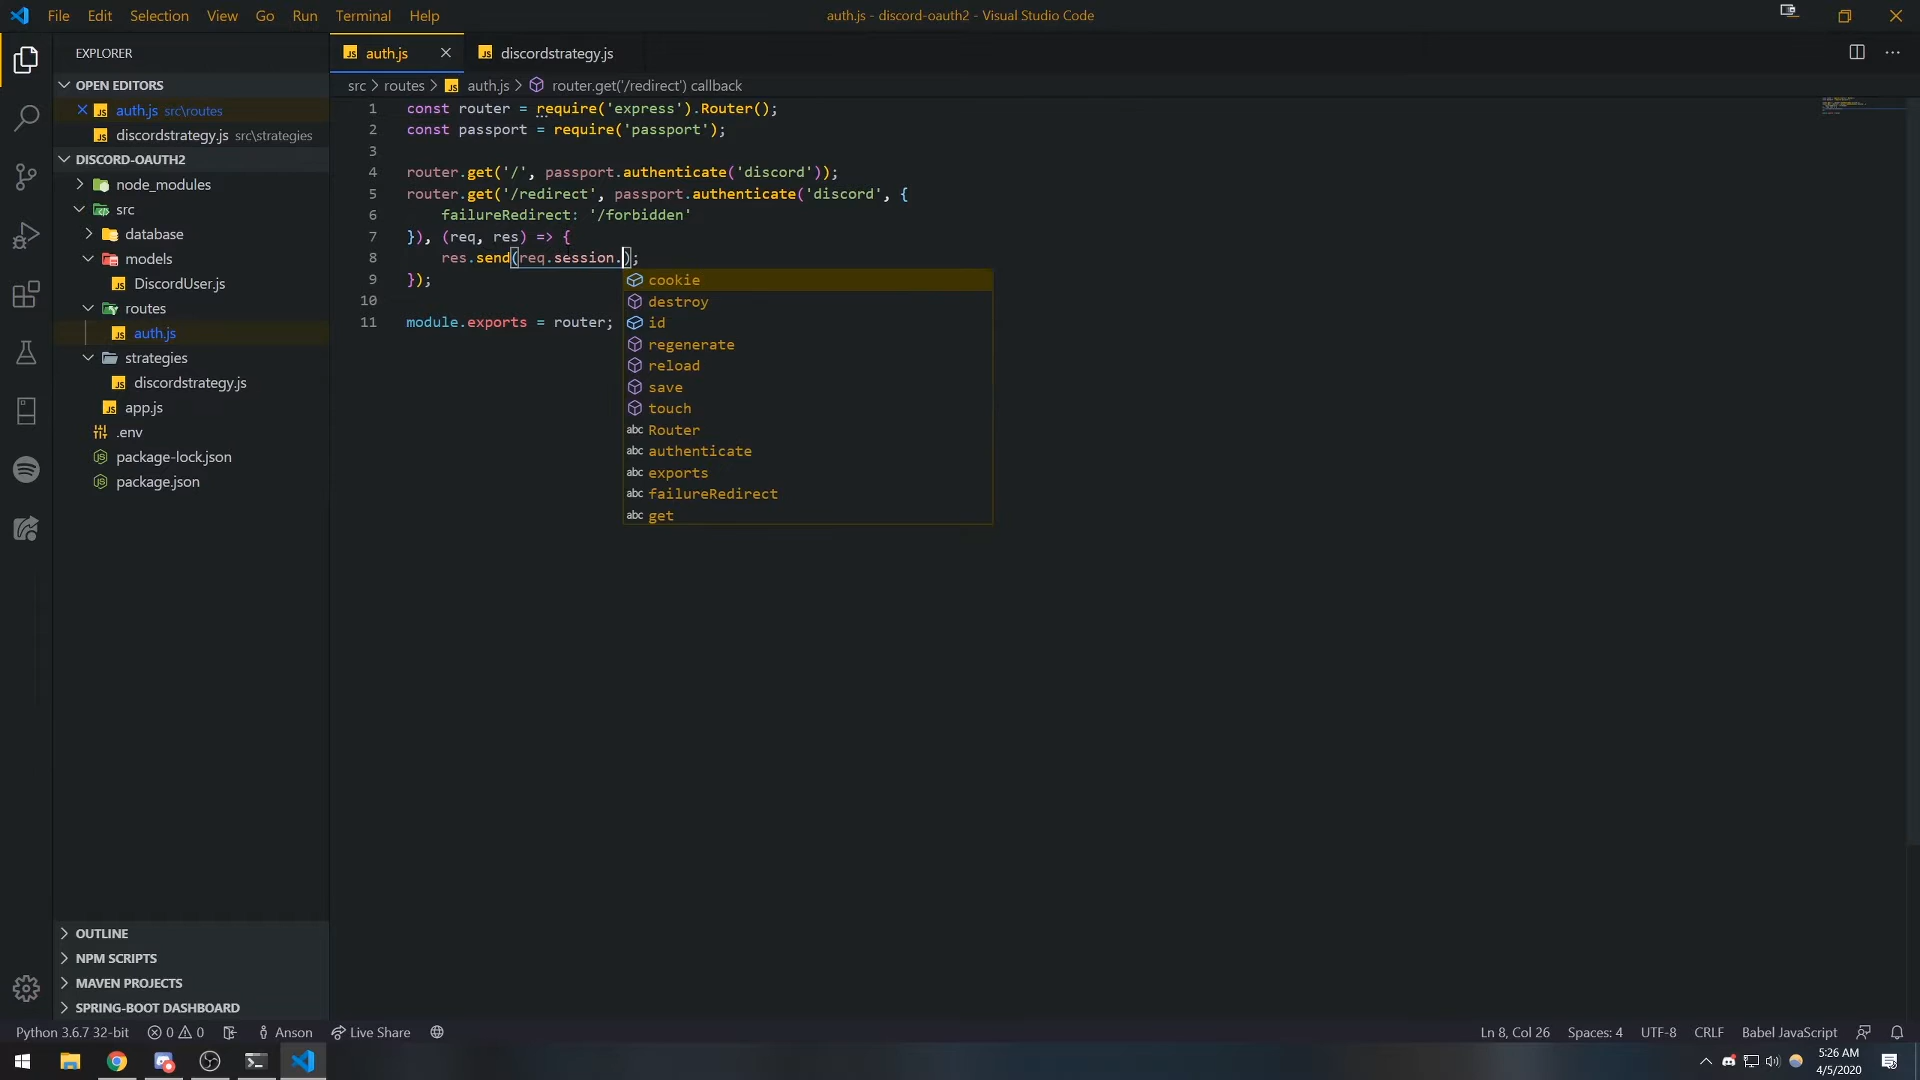 File Edit Selection View Go Run Terminal Help
auth.js - discord-oauth2 - Visual Studio Code
EXPLORER
OPEN EDITORS
auth.js src\routes
discordstrategy.js src\strategies
DISCORD-OAUTH2
node_modules
src
database
models
DiscordUser.js
routes
auth.js
strategies
discordstrategy.js
app.js
.env
package-lock.json
package.json
OUTLINE
NPM SCRIPTS
MAVEN PROJECTS
SPRING-BOOT DASHBOARD
auth.js
discordstrategy.js
src > routes > auth.js > router.get('/redirect') callback
1 const router = require('express').Router();
2 const passport = require('passport');
3
4 router.get('/', passport.authenticate('discord'));
5 router.get('/redirect', passport.authenticate('discord', {
6 failureRedirect: '/forbidden'
7 }), (req, res) => {
8 res.send(req.session.);
9 });
10
11 module.exports = router;
cookie
destroy
id
regenerate
reload
save
touch
abc Router
abc authenticate
abc exports
abc failureRedirect
abc get
Python 3.6.7 32-bit 0 0 Anson Live Share
Ln 8, Col 26 Spaces: 4 UTF-8 CRLF Babel JavaScript
5:26 AM
4/5/2020